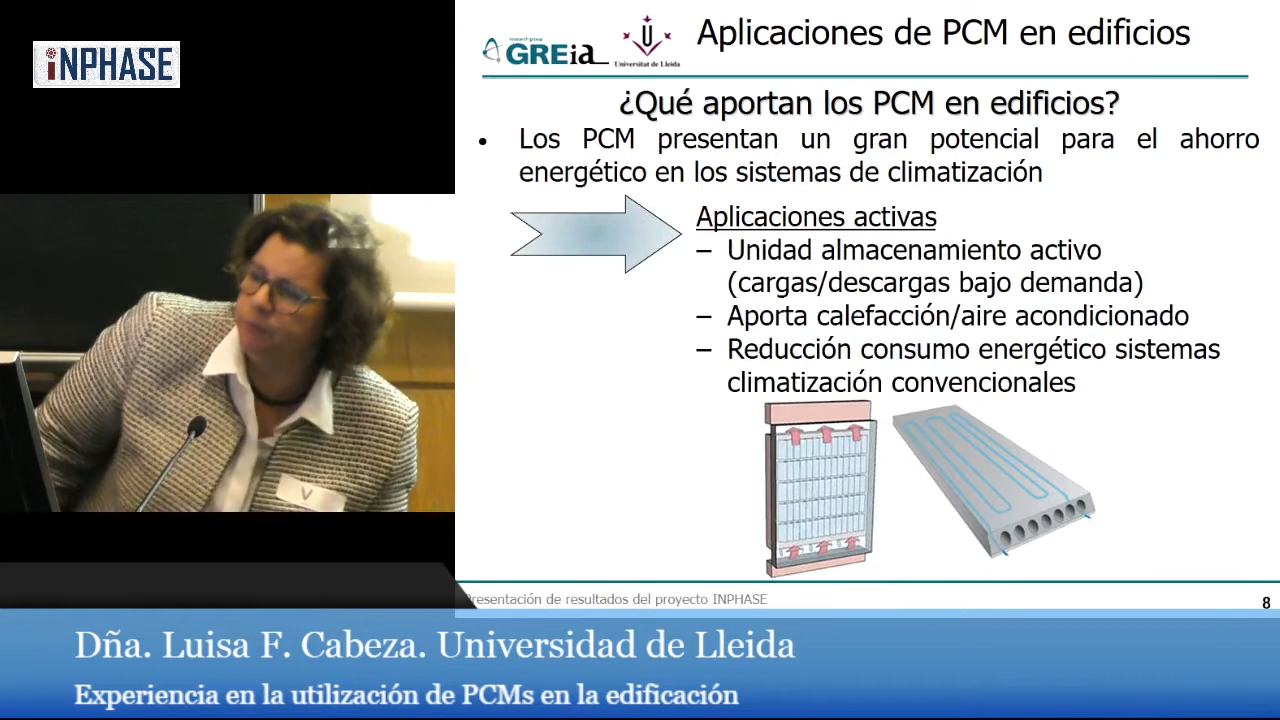 iNPHASE
research group
GREiA
Universitat de Lleida
Aplicaciones de PCM en edificios
¿Qué aportan los PCM en edificios?
• Los PCM presentan un gran potencial para el ahorro
energético en los sistemas de climatización
Aplicaciones activas
– Unidad almacenamiento activo
(cargas/descargas bajo demanda)
– Aporta calefacción/aire acondicionado
– Reducción consumo energético sistemas
climatización convencionales
V
Presentación de resultados del proyecto INPHASE
8
Dña. Luisa F. Cabeza. Universidad de Lleida
Experiencia en la utilización de PCMs en la edificación